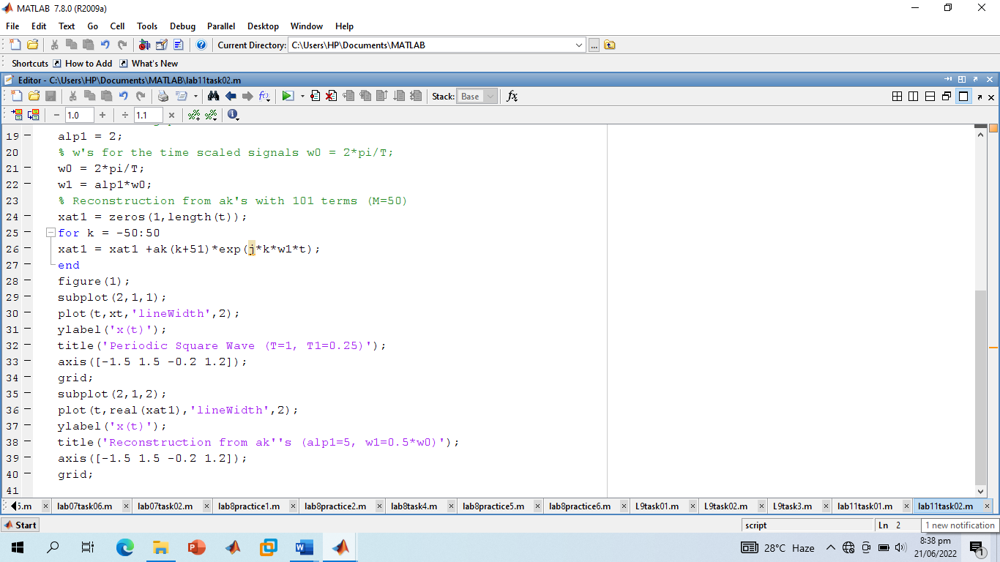 MATLAB 7.8.0 (R2009a)
File Edit Text Go Cell Tools Debug Parallel Desktop Window Help
Current Directory: C:\Users\HP\Documents\MATLAB ...
Shortcuts How to Add What's New
Editor - C:\Users\HP\Documents\MATLAB\lab11task02.m
Stack: Base fx
− 1.0 + ÷ 1.1 ×
19 alp1 = 2;
20 % w's for the time scaled signals w0 = 2*pi/T;
21 w0 = 2*pi/T;
22 w1 = alp1*w0;
23 % Reconstruction from ak's with 101 terms (M=50)
24 xat1 = zeros(1,length(t));
25 for k = -50:50
26 xat1 = xat1 +ak(k+51)*exp(j*k*w1*t);
27 end
28 figure(1);
29 subplot(2,1,1);
30 plot(t,xt,'lineWidth',2);
31 ylabel('x(t)');
32 title('Periodic Square Wave (T=1, T1=0.25)');
33 axis([-1.5 1.5 -0.2 1.2]);
34 grid;
35 subplot(2,1,2);
36 plot(t,real(xat1),'lineWidth',2);
37 ylabel('x(t)');
38 title('Reconstruction from ak''s (alp1=5, w1=0.5*w0)');
39 axis([-1.5 1.5 -0.2 1.2]);
40 grid;
41
5.m lab07task06.m lab07task02.m lab8practice1.m lab8practice2.m lab8task4.m lab8practice5.m lab8practice6.m L9task01.m L9task02.m L9task3.m lab11task01.m lab11task02.m
Start script Ln 2 1 new notification
28°C Haze 8:38 pm
21/06/2022 1